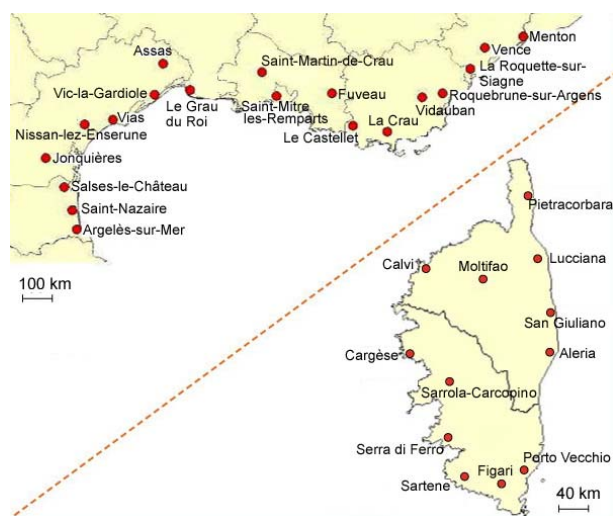 Assas
Saint-Martin-de-Crau
Menton
Vence
La Roquette-sur-
Siagne
Vic-la-Gardiole
Le Grau
du Roi
Saint-Mitre
les-Remparts
Fuveau
Roquebrune-sur-Argens
Vidauban
Vias
Nissan-lez-Enserune
Le Castellet
La Crau
Jonquières
Salses-le-Château
Saint-Nazaire
Argelès-sur-Mer
100 km
Pietracorbara
Calvi
Moltifao
Lucciana
San Giuliano
Cargèse
Aleria
Sarrola-Carcopino
Serra di Ferro
Porto Vecchio
Figari
Sartene
40 km